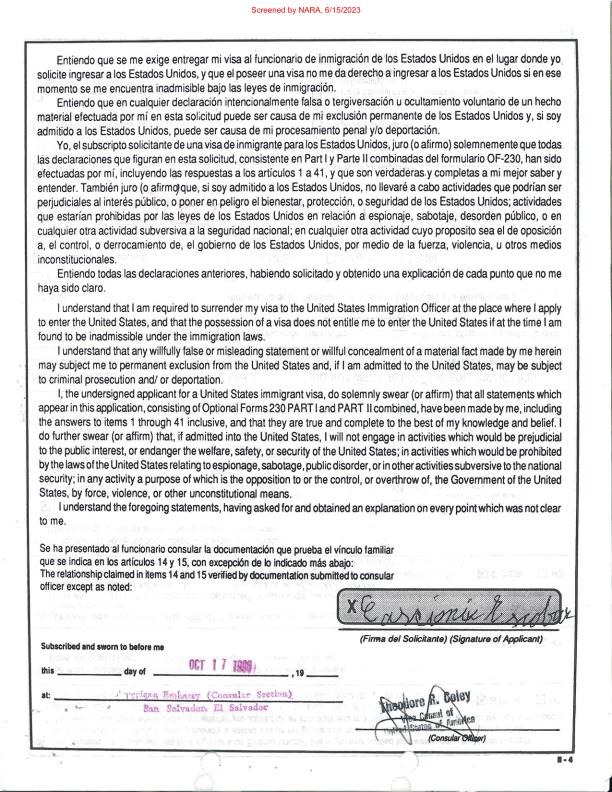 Screened by NARA, 6/15/2023
Entiendo que se me exige entregar mi visa al funcionario de inmigración de los Estados Unidos en el lugar donde yo
solicite ingresar a los Estados Unidos, y que el poseer una visa no me da derecho a ingresar a los Estados Unidos si en ese
momento se me encuentra inadmisible bajo las leyes de inmigración.
Entiendo que en cualquier declaración intencionalmente falsa o tergiversación u ocultamiento voluntario de un hecho
material efectuada por mí en esta solicitud puede ser causa de mi exclusión permanente de los Estados Unidos y, si soy
admitido a los Estados Unidos, puede ser causa de mi procesamiento penal y/o deportación.
Yo, el subscripto solicitante de una visa de inmigrante para los Estados Unidos, juro (o afirmo) solemnemente que todas
las declaraciones que figuran en esta solicitud, consistente en Part I y Parte II combinadas del formulario OF-230, han sido
efectuadas por mí, incluyendo las respuestas a los artículos 1 a 41, y que son verdaderas y completas a mi mejor saber y
entender. También juro (o afirmo) que, si soy admitido a los Estados Unidos, no llevaré a cabo actividades que podrían ser
perjudiciales al interés público, o poner en peligro el bienestar, protección, o seguridad de los Estados Unidos; actividades
que estarían prohibidas por las leyes de los Estados Unidos en relación a espionaje, sabotaje, desorden público, o en
cualquier otra actividad subversiva a la seguridad nacional; en cualquier otra actividad cuyo proposito sea el de oposición
a, el control, o derrocamiento de, el gobierno de los Estados Unidos, por medio de la fuerza, violencia, u otros medios
inconstitucionales.
Entiendo todas las declaraciones anteriores, habiendo solicitado y obtenido una explicación de cada punto que no me
haya sido claro.
I understand that I am required to surrender my visa to the United States Immigration Officer at the place where I apply
to enter the United States, and that the possession of a visa does not entitle me to enter the United States if at the time I am
found to be inadmissible under the immigration laws.
I understand that any willfully false or misleading statement or willful concealment of a material fact made by me herein
may subject me to permanent exclusion from the United States and, if I am admitted to the United States, may be subject
to criminal prosecution and/ or deportation.
I, the undersigned applicant for a United States immigrant visa, do solemnly swear (or affirm) that all statements which
appear in this application, consisting of Optional Forms 230 PART I and PART II combined, have been made by me, including
the answers to items 1 through 41 inclusive, and that they are true and complete to the best of my knowledge and belief. I
do further swear (or affirm) that, if admitted into the United States, I will not engage in activities which would be prejudicial
to the public interest, or endanger the welfare, safety, or security of the United States; in activities which would be prohibited
by the laws of the United States relating to espionage, sabotage, public disorder, or in other activities subversive to the national
security; in any activity a purpose of which is the opposition to or the control, or overthrow of, the Government of the United
States, by force, violence, or other unconstitutional means.
I understand the foregoing statements, having asked for and obtained an explanation on every point which was not clear
to me.
Se ha presentado al funcionario consular la documentación que prueba el vínculo familiar
que se indica en los artículos 14 y 15, con excepción de lo indicado más abajo:
The relationship claimed in items 14 and 15 verified by documentation submitted to consular
officer except as noted:
X Escobar
(Firma del Solicitante) (Signature of Applicant)
Subscribed and sworn to before me
this day of OCT 17 , 19
at: Embassy (Consular Section)
San Salvador, El Salvador
Theodore R. Coley
Vice Consul of
United States of America
(Consular Officer)
II - 4